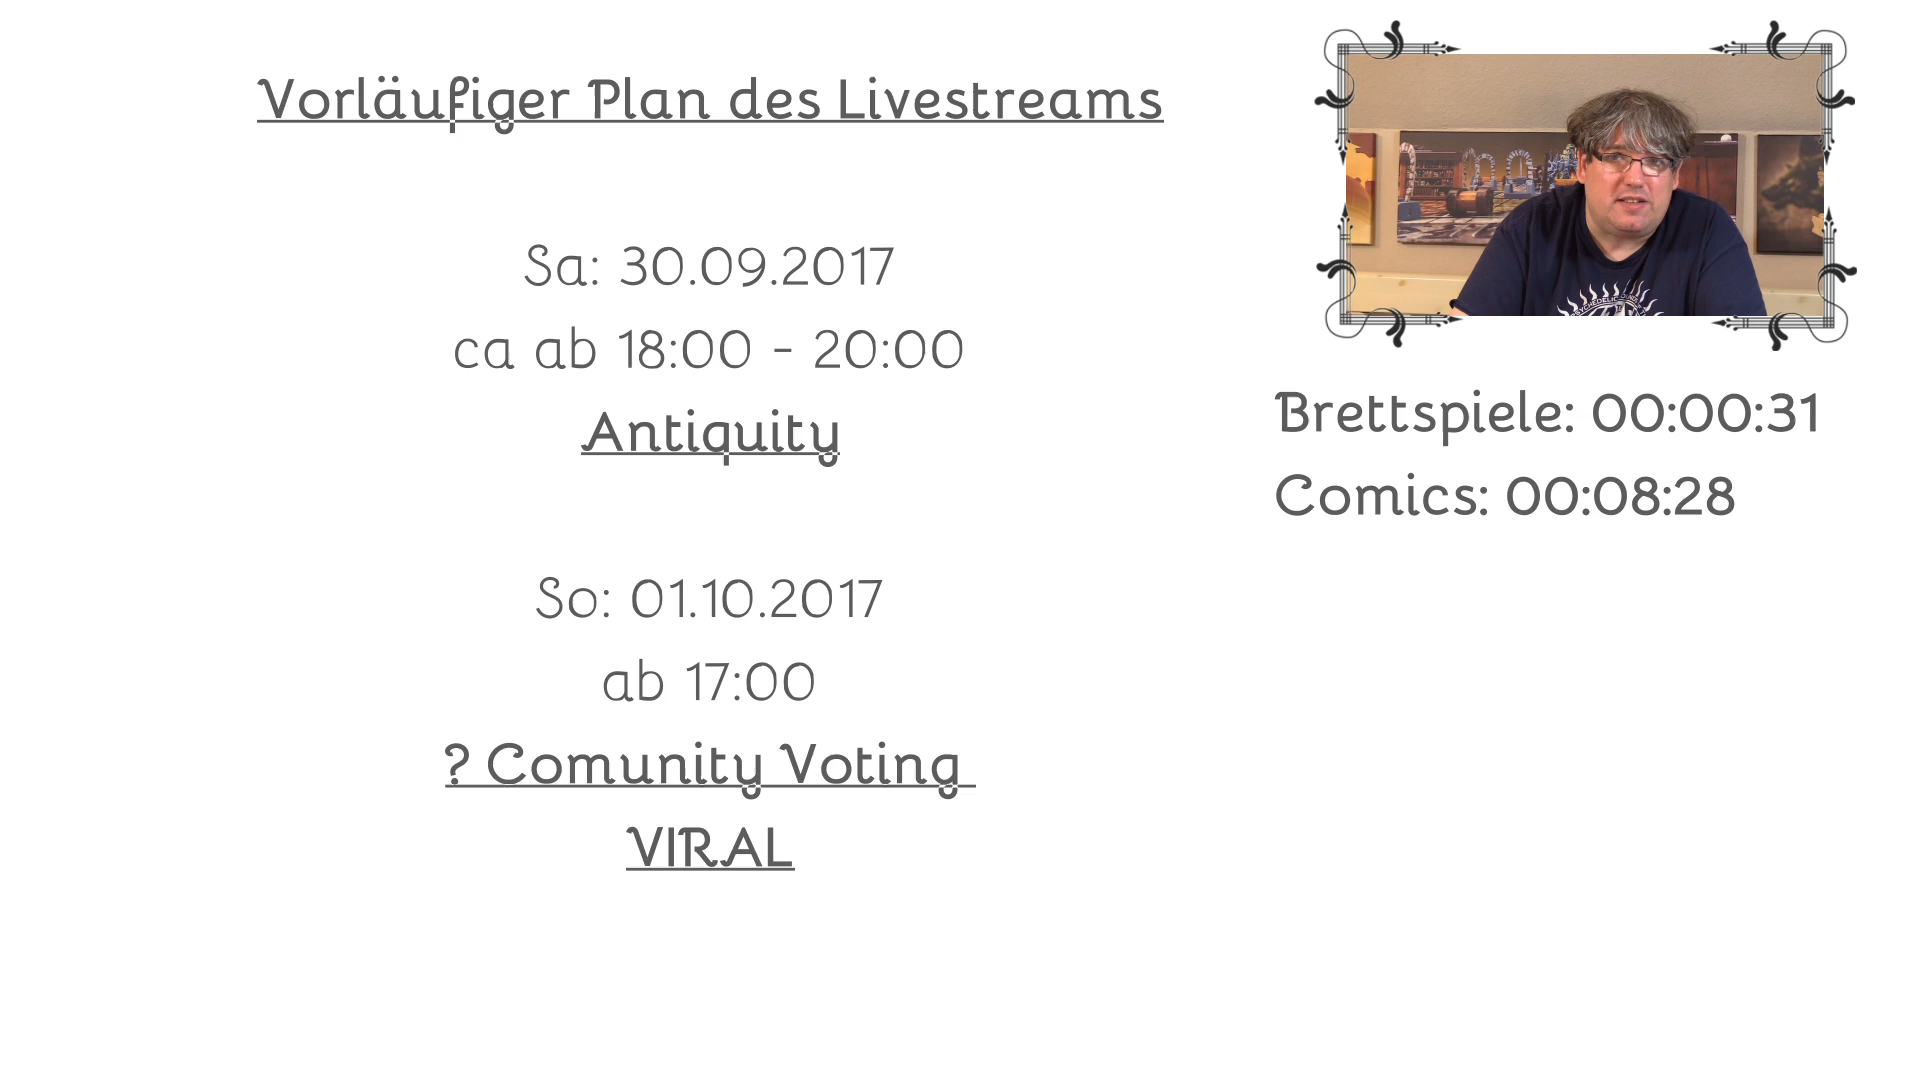 Vorläufiger Plan des Livestreams
Sa: 30.09.2017
ca ab 18:00 - 20:00
Antiquity
So: 01.10.2017
ab 17:00
? Comunity Voting
VIRAL
Brettspiele: 00:00:31
Comics: 00:08:28
PSYCHEDELIC